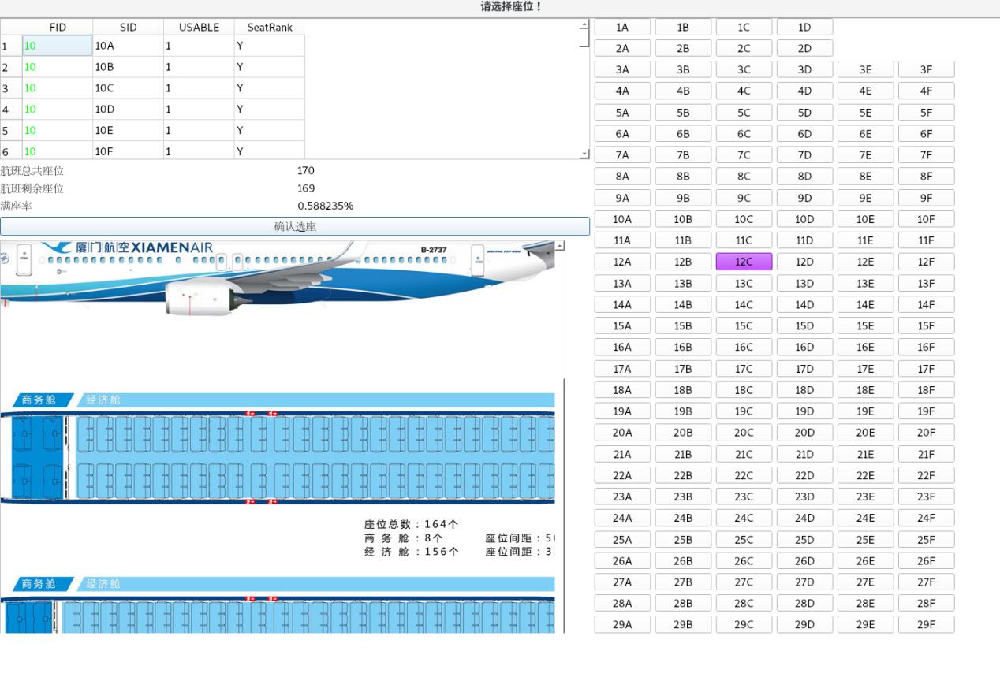 请选择座位！
FID SID USABLE SeatRank
1 10 10A 1 Y
2 10 10B 1 Y
3 10 10C 1 Y
4 10 10D 1 Y
5 10 10E 1 Y
6 10 10F 1 Y
航班总共座位 170
航班剩余座位 169
满座率 0.588235%
确认选座
厦门航空XIAMENAIR
B-2737
商务舱 经济舱
座位总数：164个
商 务 舱 ：8个 座位间距：5
经 济 舱 ：156个 座位间距：3
商务舱 经济舱
1A 1B 1C 1D
2A 2B 2C 2D
3A 3B 3C 3D 3E 3F
4A 4B 4C 4D 4E 4F
5A 5B 5C 5D 5E 5F
6A 6B 6C 6D 6E 6F
7A 7B 7C 7D 7E 7F
8A 8B 8C 8D 8E 8F
9A 9B 9C 9D 9E 9F
10A 10B 10C 10D 10E 10F
11A 11B 11C 11D 11E 11F
12A 12B 12C 12D 12E 12F
13A 13B 13C 13D 13E 13F
14A 14B 14C 14D 14E 14F
15A 15B 15C 15D 15E 15F
16A 16B 16C 16D 16E 16F
17A 17B 17C 17D 17E 17F
18A 18B 18C 18D 18E 18F
19A 19B 19C 19D 19E 19F
20A 20B 20C 20D 20E 20F
21A 21B 21C 21D 21E 21F
22A 22B 22C 22D 22E 22F
23A 23B 23C 23D 23E 23F
24A 24B 24C 24D 24E 24F
25A 25B 25C 25D 25E 25F
26A 26B 26C 26D 26E 26F
27A 27B 27C 27D 27E 27F
28A 28B 28C 28D 28E 28F
29A 29B 29C 29D 29E 29F